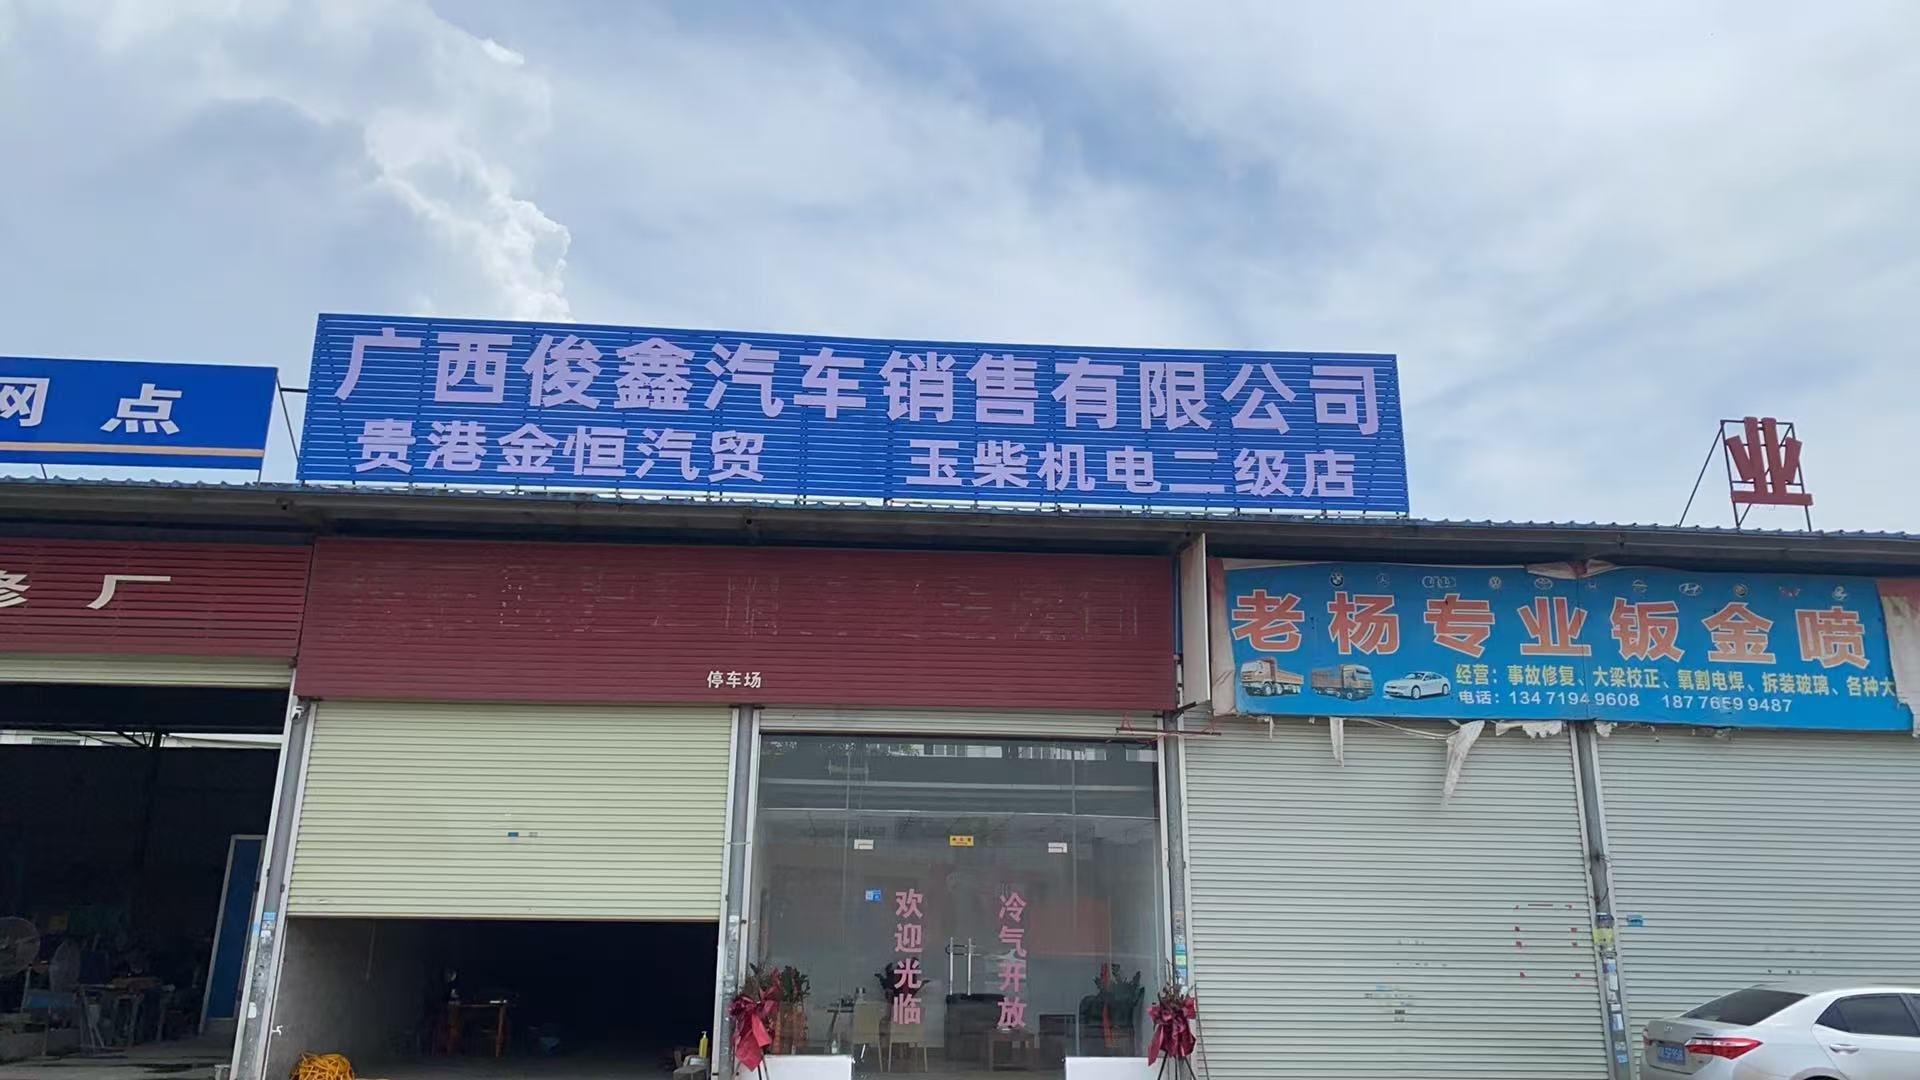 网点
广西俊鑫汽车销售有限公司
贵港金恒汽贸 玉柴机电二级店
业
修厂
停车场
老杨专业钣金喷
经营：事故修复、大梁校正、氧割电焊、拆装玻璃、各种大
电话：13471949608 18776599487
欢迎光临
冷气开放